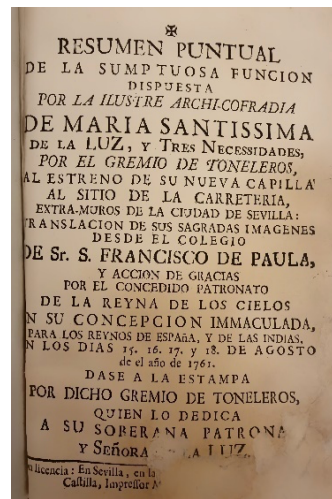 RESUMEN PUNTUAL
DE LA SUMPTUOSA FUNCION
DISPUESTA
POR LA ILUSTRE ARCHI-COFRADIA
DE MARIA SANTISSIMA
DE LA LUZ, Y TRES NECESSIDADES,
POR EL GREMIO DE TONELEROS,
AL ESTRENO DE SU NUEVA CAPILLA
AL SITIO DE LA CARRETERIA,
EXTRA-MUROS DE LA CIUDAD DE SEVILLA:
TRANSLACION DE SUS SAGRADAS IMAGENES
DESDE EL COLEGIO
DE Sr. S. FRANCISCO DE PAULA,
Y ACCION DE GRACIAS
POR EL CONCEDIDO PATRONATO
DE LA REYNA DE LOS CIELOS
N SU CONCEPCION IMMACULADA,
PARA LOS REYNOS DE ESPAÑA, Y DE LAS INDIAS,
N LOS DIAS 15. 16. 17. y 18. DE AGOSTO
de el año de 1761.
DASE A LA ESTAMPA
POR DICHO GREMIO DE TONELEROS,
QUIEN LO DEDICA
A SU SOBERANA PATRONA
Y SEÑORA LA LUZ
n licencia: En Sevilla, en la
Castilla, Impressor